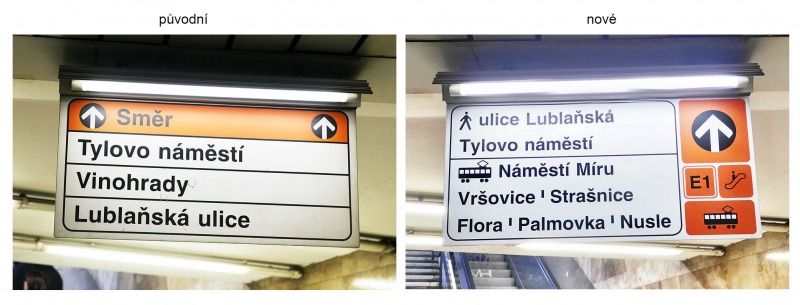 původní
nové
Směr
Tylovo náměstí
Vinohrady
Lublaňská ulice
ulice Lublaňská
Tylovo náměstí
Náměstí Míru
Vršovice ' Strašnice
Flora ' Palmovka ' Nusle
E1